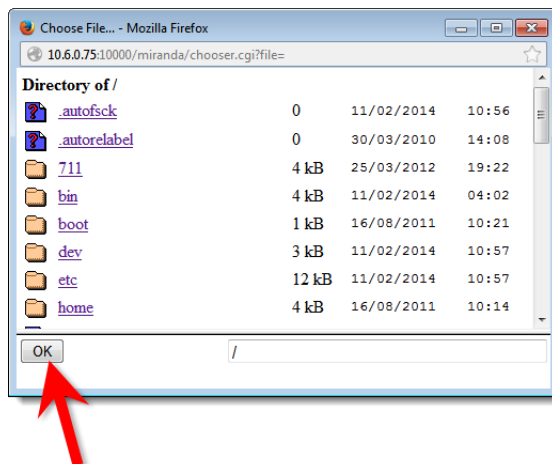 Choose File... - Mozilla Firefox
10.6.0.75:10000/miranda/chooser.cgi?file=
Directory of /
.autofsck 0 11/02/2014 10:56
.autorelabel 0 30/03/2010 14:08
711 4 kB 25/03/2012 19:22
bin 4 kB 11/02/2014 04:02
boot 1 kB 16/08/2011 10:21
dev 3 kB 11/02/2014 10:57
etc 12 kB 11/02/2014 10:57
home 4 kB 16/08/2011 10:14
OK /